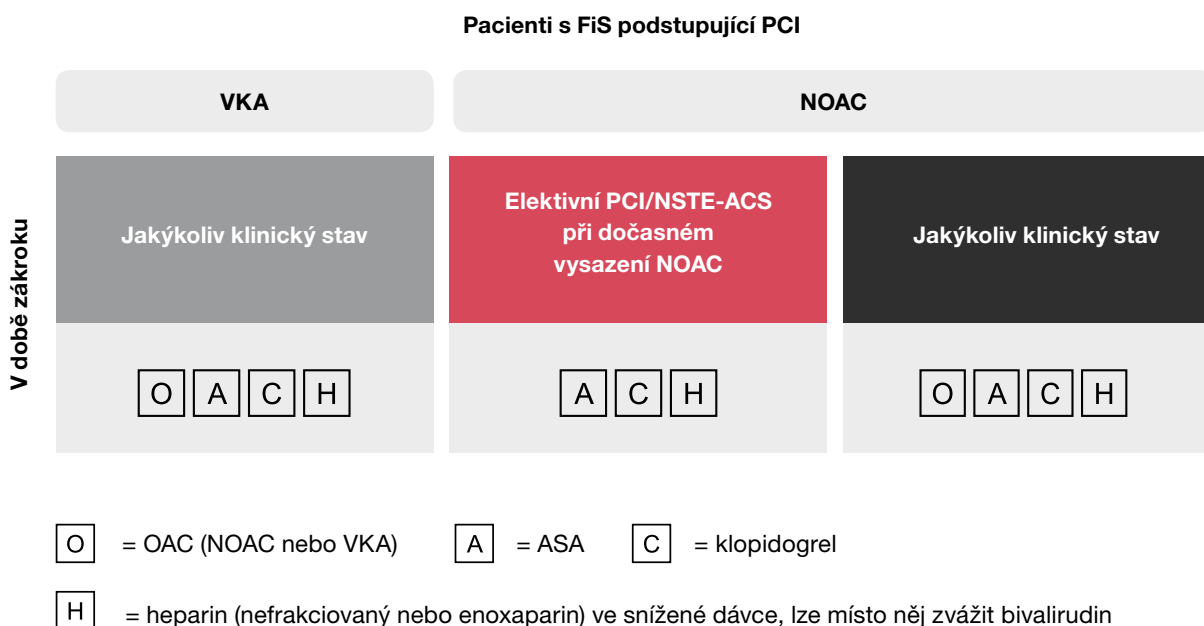 Pacienti s FiS podstupující PCI
VKA
NOAC
V době zákroku
Jakýkoliv klinický stav
Elektivní PCI/NSTE-ACS
při dočasném
vysazení NOAC
Jakýkoliv klinický stav
O A C H
A C H
O A C H
O = OAC (NOAC nebo VKA) A = ASA C = klopidogrel
H = heparin (nefrakciovaný nebo enoxaparin) ve snížené dávce, lze místo něj zvážit bivalirudin